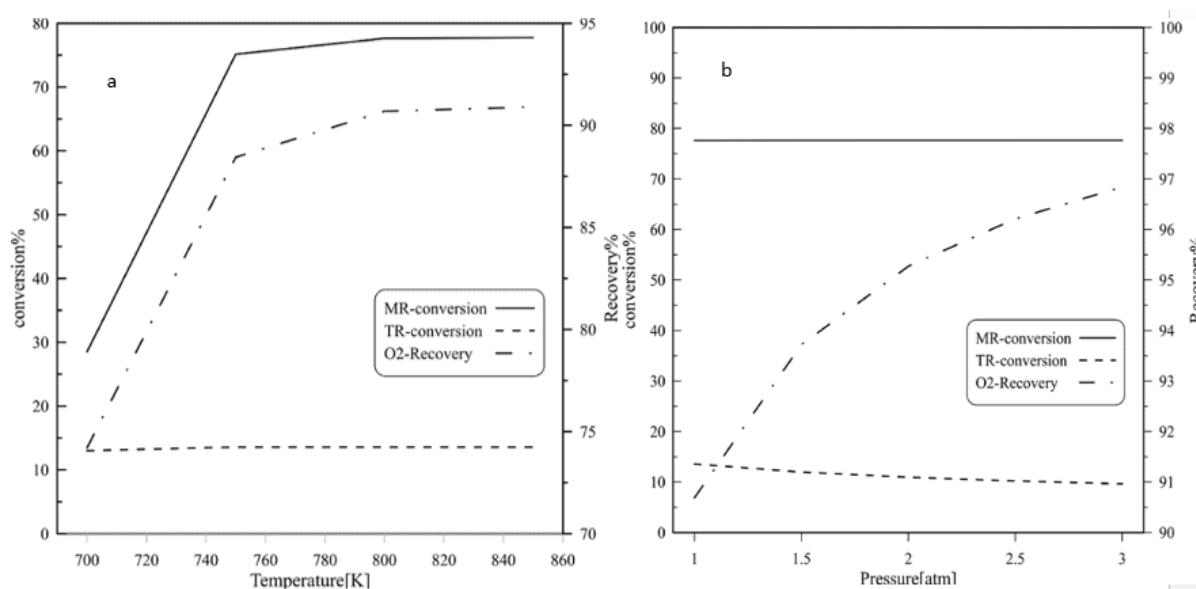 a
80
70
60
50
40
30
20
10
0
conversion%
95
90
85
80
75
70
Recovery%
MR-conversion
TR-conversion
O2-Recovery
700 720 740 760 780 800 820 840 860
Temperature[K]
b
100
90
80
70
60
50
40
30
20
10
0
conversion%
100
99
98
97
96
95
94
93
92
91
90
Recovery%
MR-conversion
TR-conversion
O2-Recovery
1 1.5 2 2.5 3
Pressure[atm]